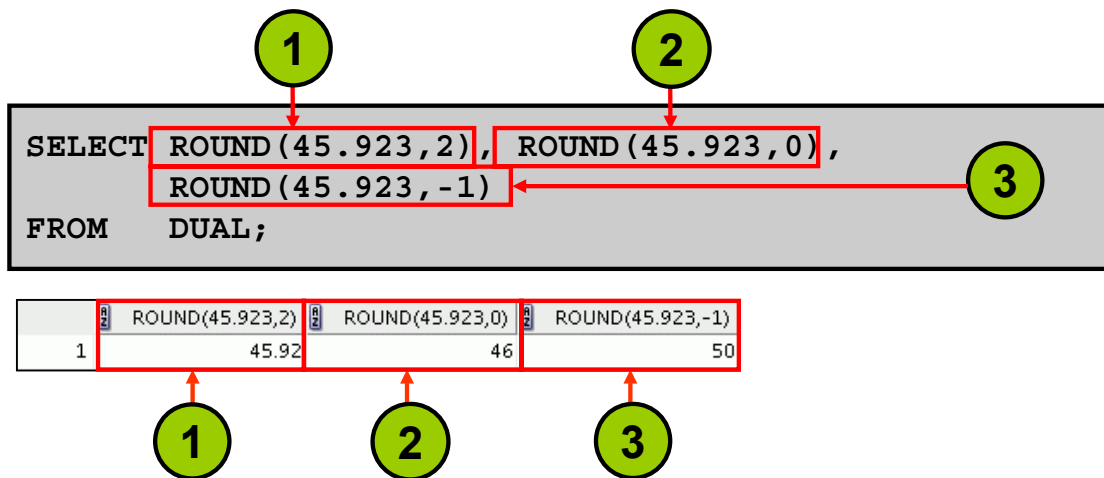 1 2
SELECT ROUND(45.923,2), ROUND(45.923,0),
ROUND(45.923,-1) 3
FROM DUAL;
ROUND(45.923,2) ROUND(45.923,0) ROUND(45.923,-1)
1 45.92 46 50
1 2 3